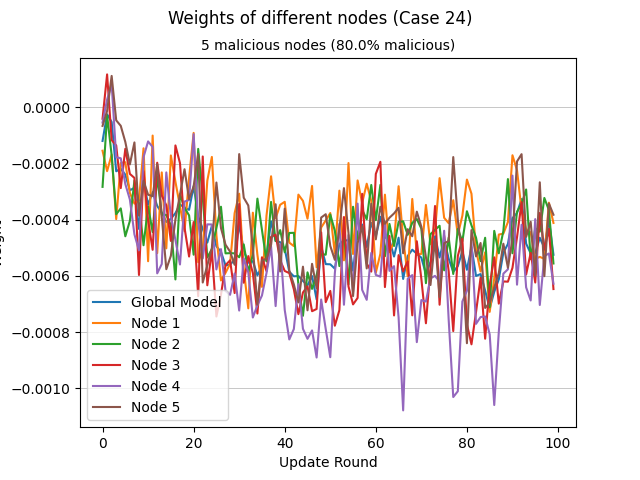 Weights of different nodes (Case 24)
5 malicious nodes (80.0% malicious)
0.0000
−0.0002
−0.0004
−0.0006
−0.0008
−0.0010
Global Model
Node 1
Node 2
Node 3
Node 4
Node 5
0 20 40 60 80 100
Update Round